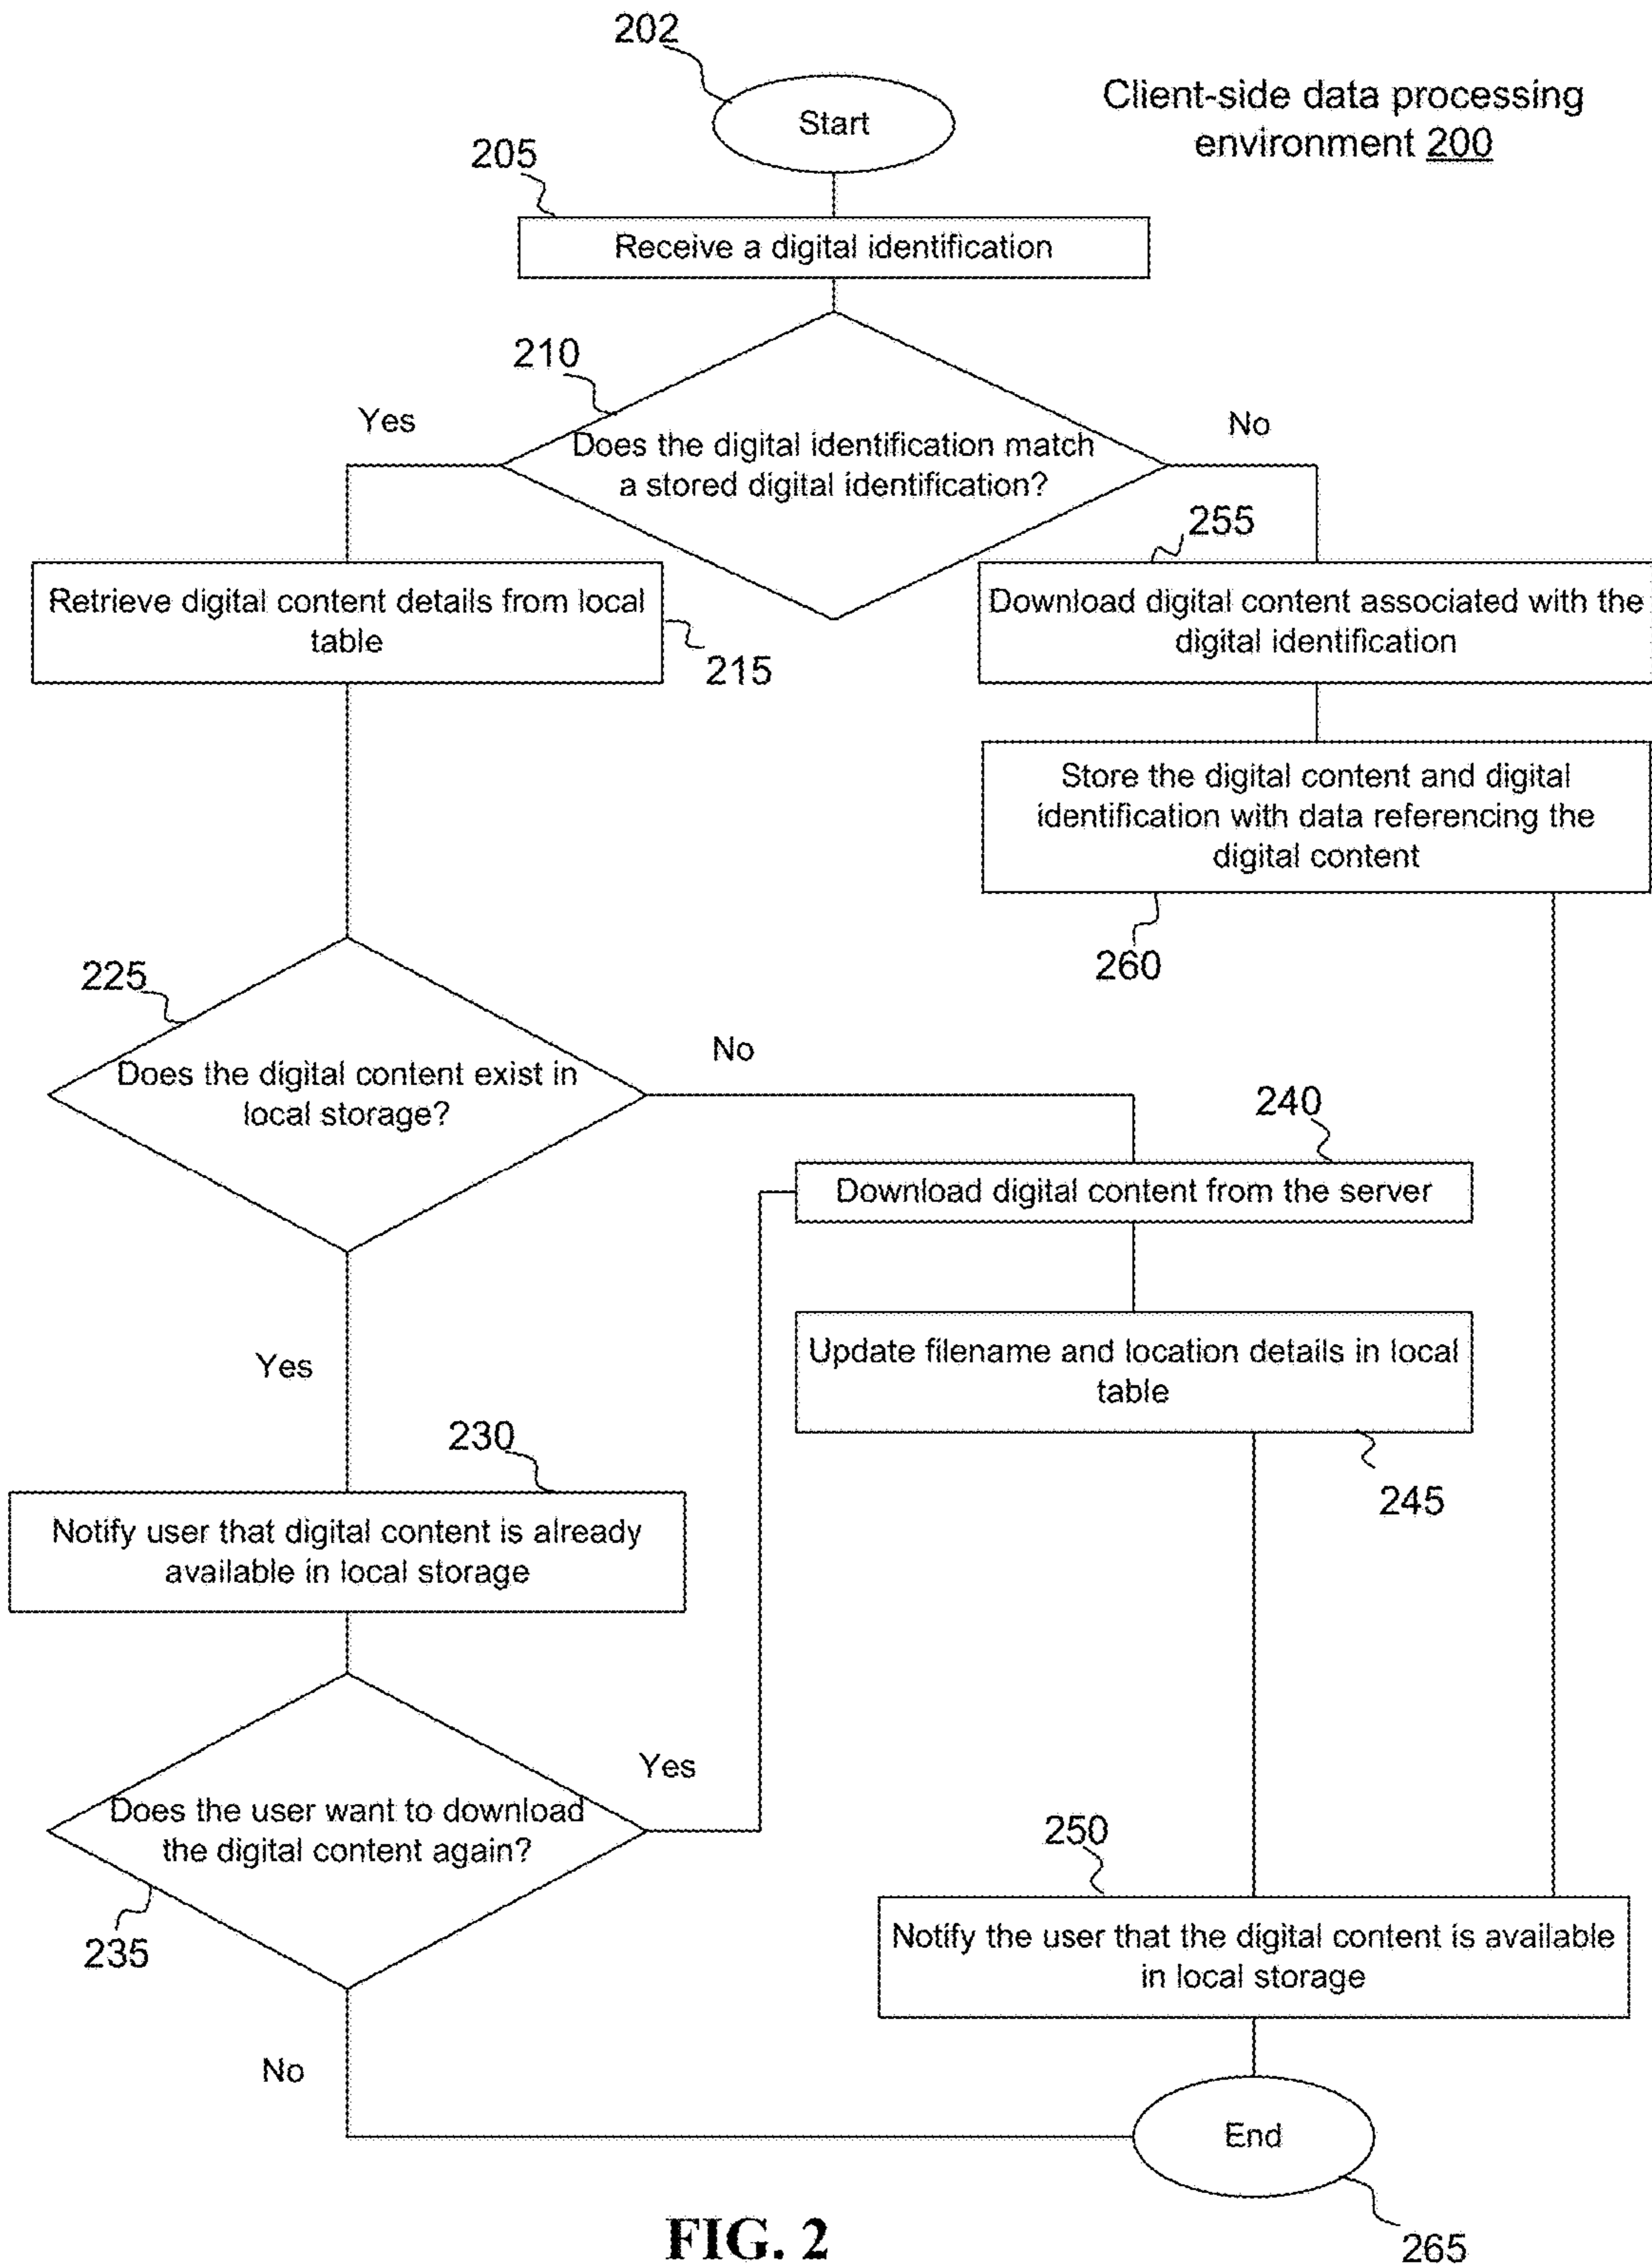 202
Start
Client-side data processing
environment 200
205
Receive a digital identification
210
Yes
No
Does the digital identification match
a stored digital identification?
255
Retrieve digital content details from local
table
215
Download digital content associated with the
digital identification
Store the digital content and digital
identification with data referencing the
digital content
260
225
No
Does the digital content exist in
local storage?
240
Download digital content from the server
Update filename and location details in local
table
Yes
245
230
Notify user that digital content is already
available in local storage
Yes
Does the user want to download
the digital content again?
235
250
Notify the user that the digital content is available
in local storage
No
End
265
FIG. 2